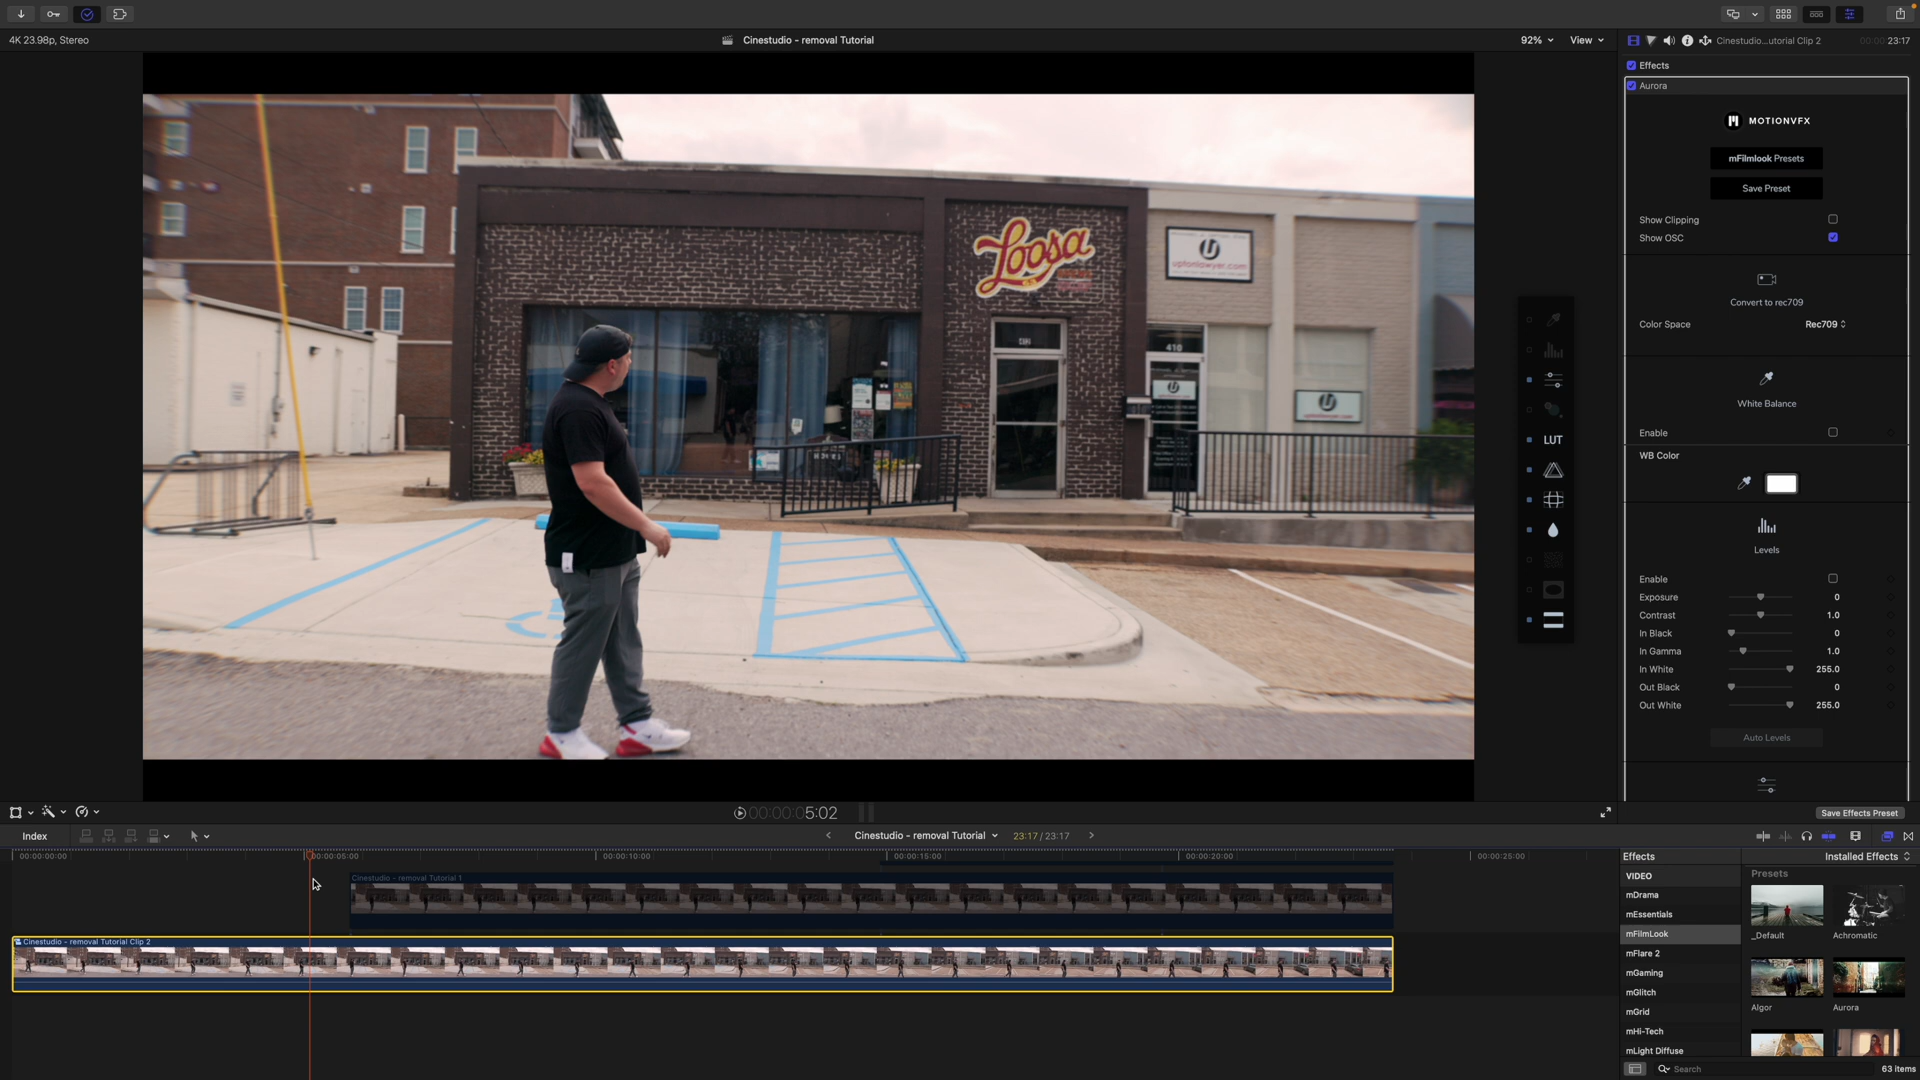 4K 23.98p, Stereo
Cinestudio - removal Tutorial
92%
View
Cinestudio...utorial Clip 2
00:00:23:17
Effects
Aurora
MOTIONVFX
mFilmlook Presets
Save Preset
Show Clipping
Show OSC
Convert to rec709
Color Space
Rec709
White Balance
Enable
WB Color
Levels
Enable
Exposure
0
Contrast
1.0
In Black
0
In Gamma
1.0
In White
255.0
Out Black
0
Out White
255.0
Auto Levels
Save Effects Preset
Loosa
uptonlawyer.com
412
410
LUT
00:00:00:05:02
Index
Cinestudio - removal Tutorial
23:17 / 23:17
00:00:00:00
00:00:05:00
00:00:10:00
00:00:15:00
00:00:20:00
00:00:25:00
Cinestudio - removal Tutorial 1
Cinestudio - removal Tutorial Clip 2
Effects
Installed Effects
VIDEO
mDrama
mEssentials
mFilmLook
mFlare 2
mGaming
mGlitch
mGrid
mHi-Tech
mLight Diffuse
Presets
_Default
Achromatic
Algor
Aurora
Search
63 items